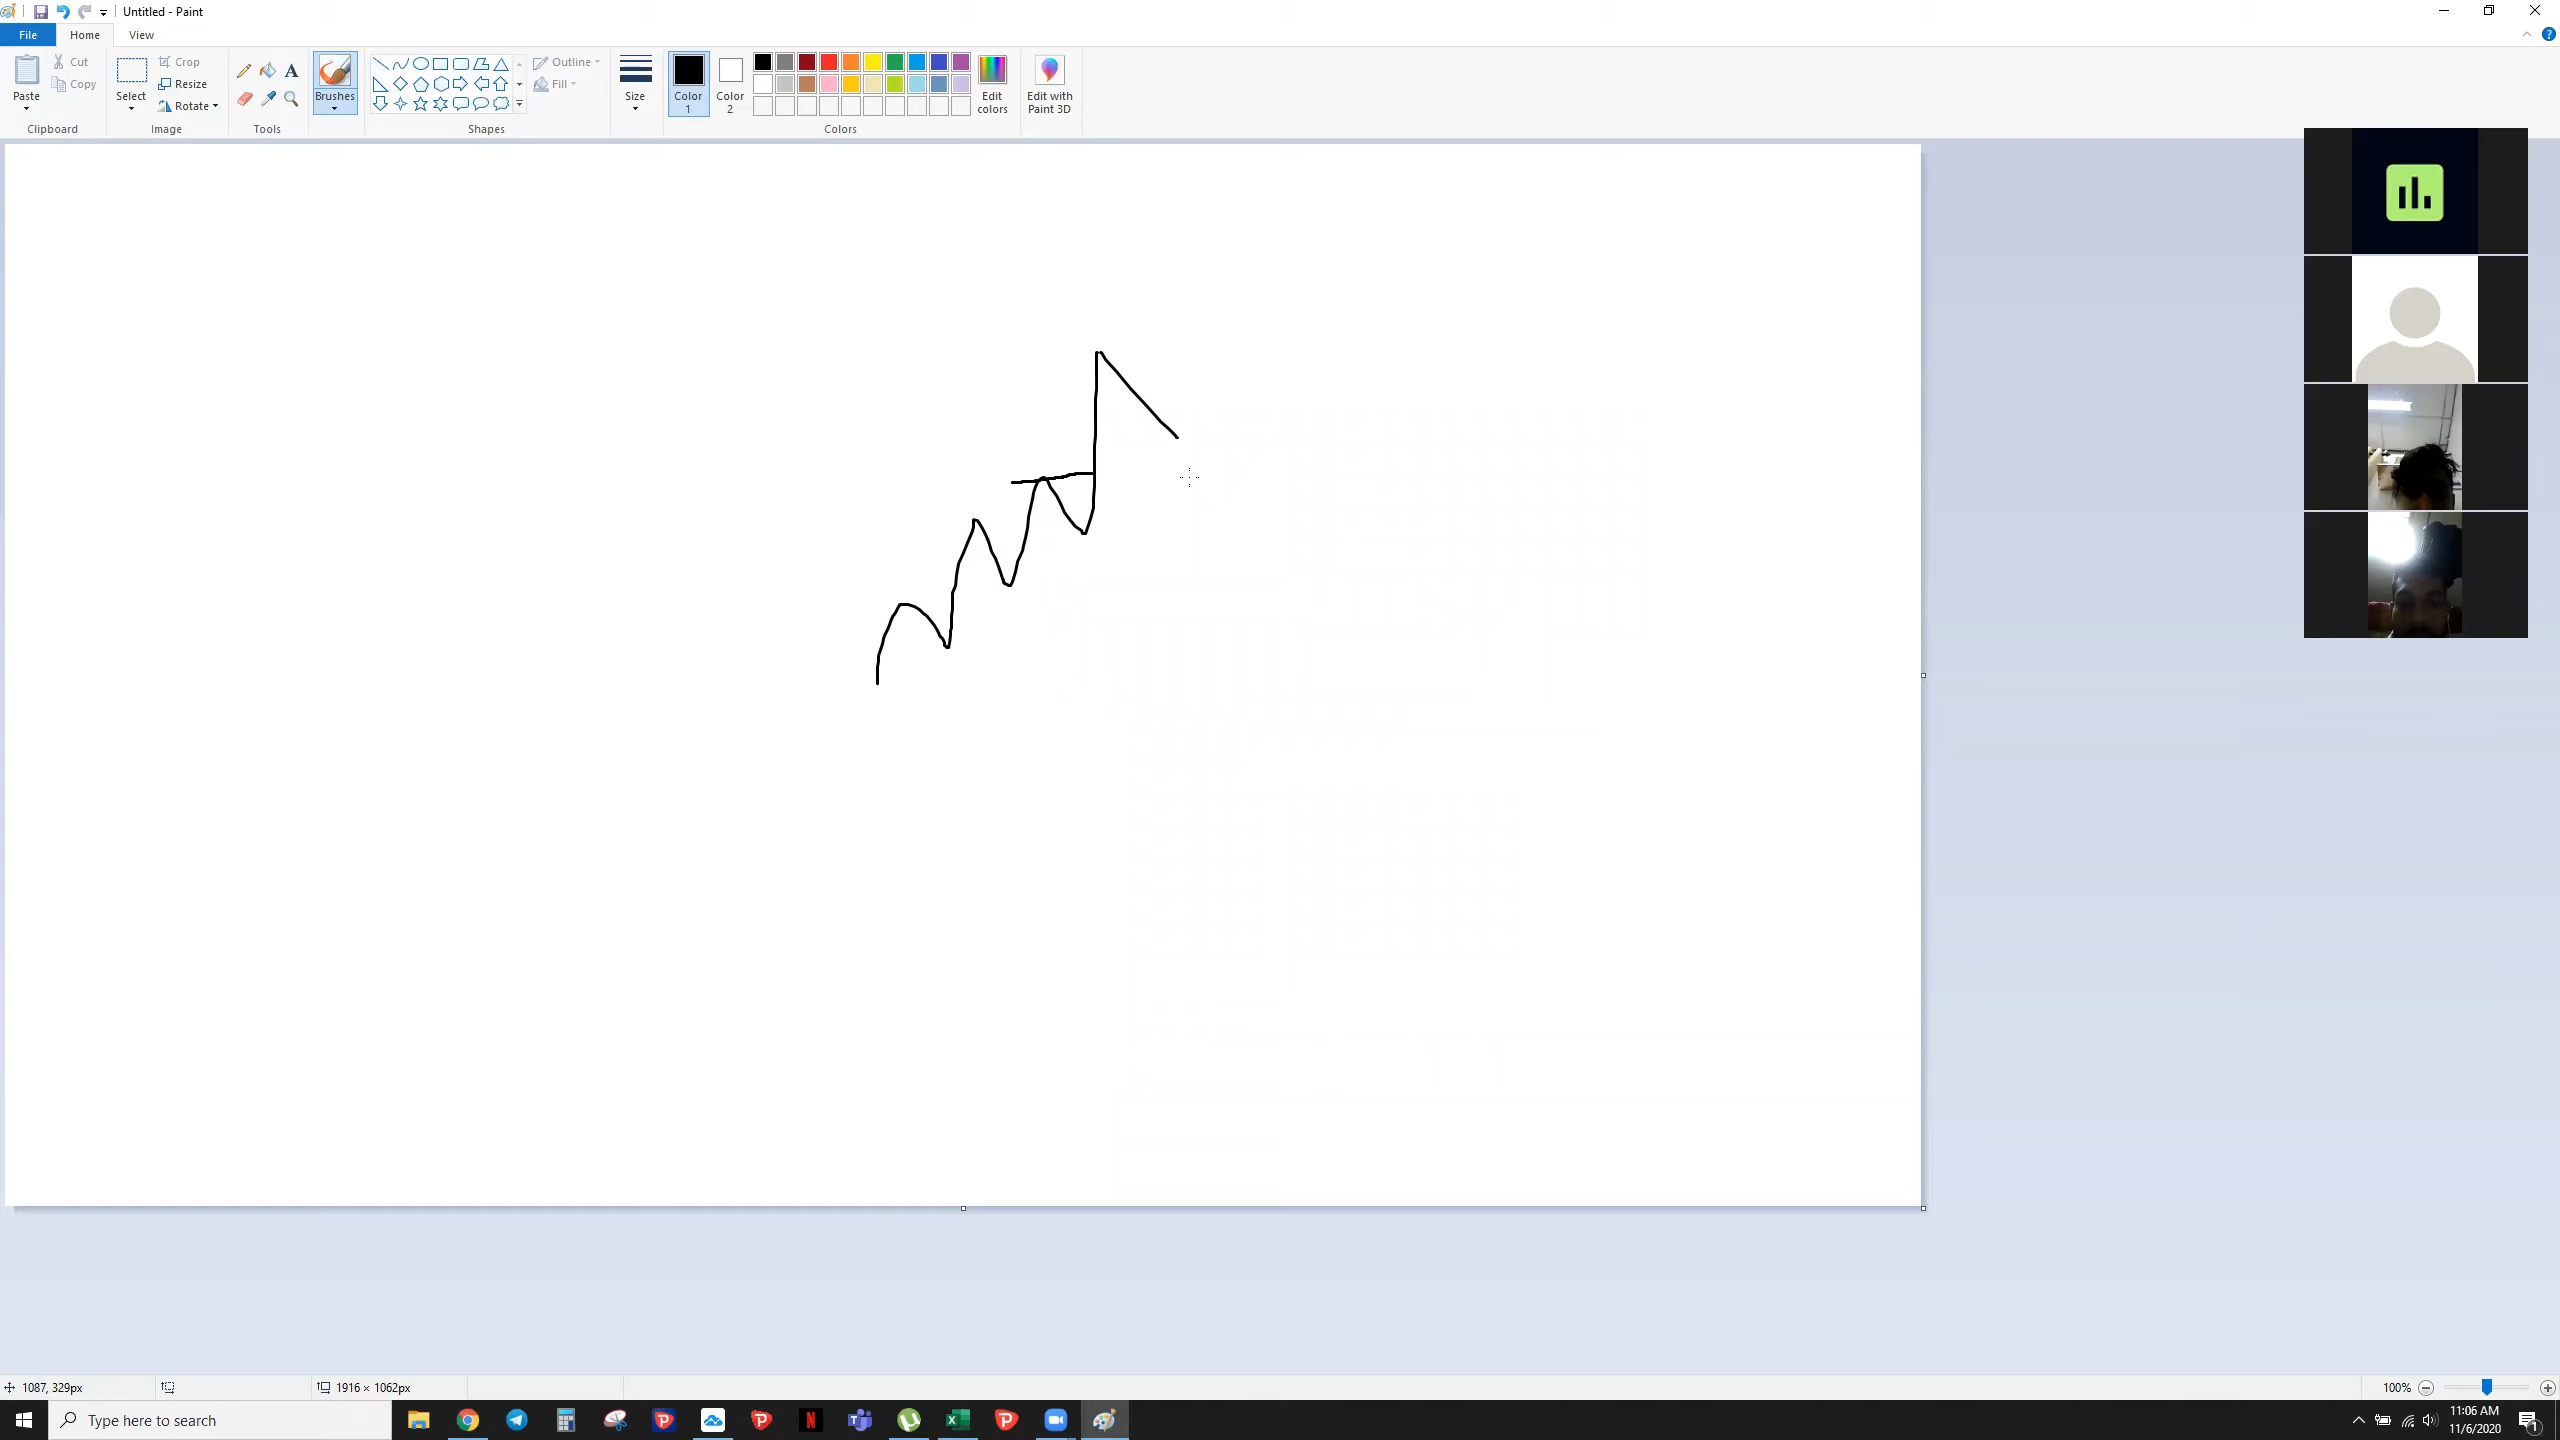 Untitled - Paint
File Home View
Paste Cut Copy Clipboard
Select Crop Resize Rotate Image
A
Tools
Brushes
Shapes
Outline
Fill
Size
Color 1
Color 2
Colors
Edit colors
Edit with Paint 3D
1087, 329px
1916 × 1062px
100%
Type here to search
11:06 AM
11/6/2020